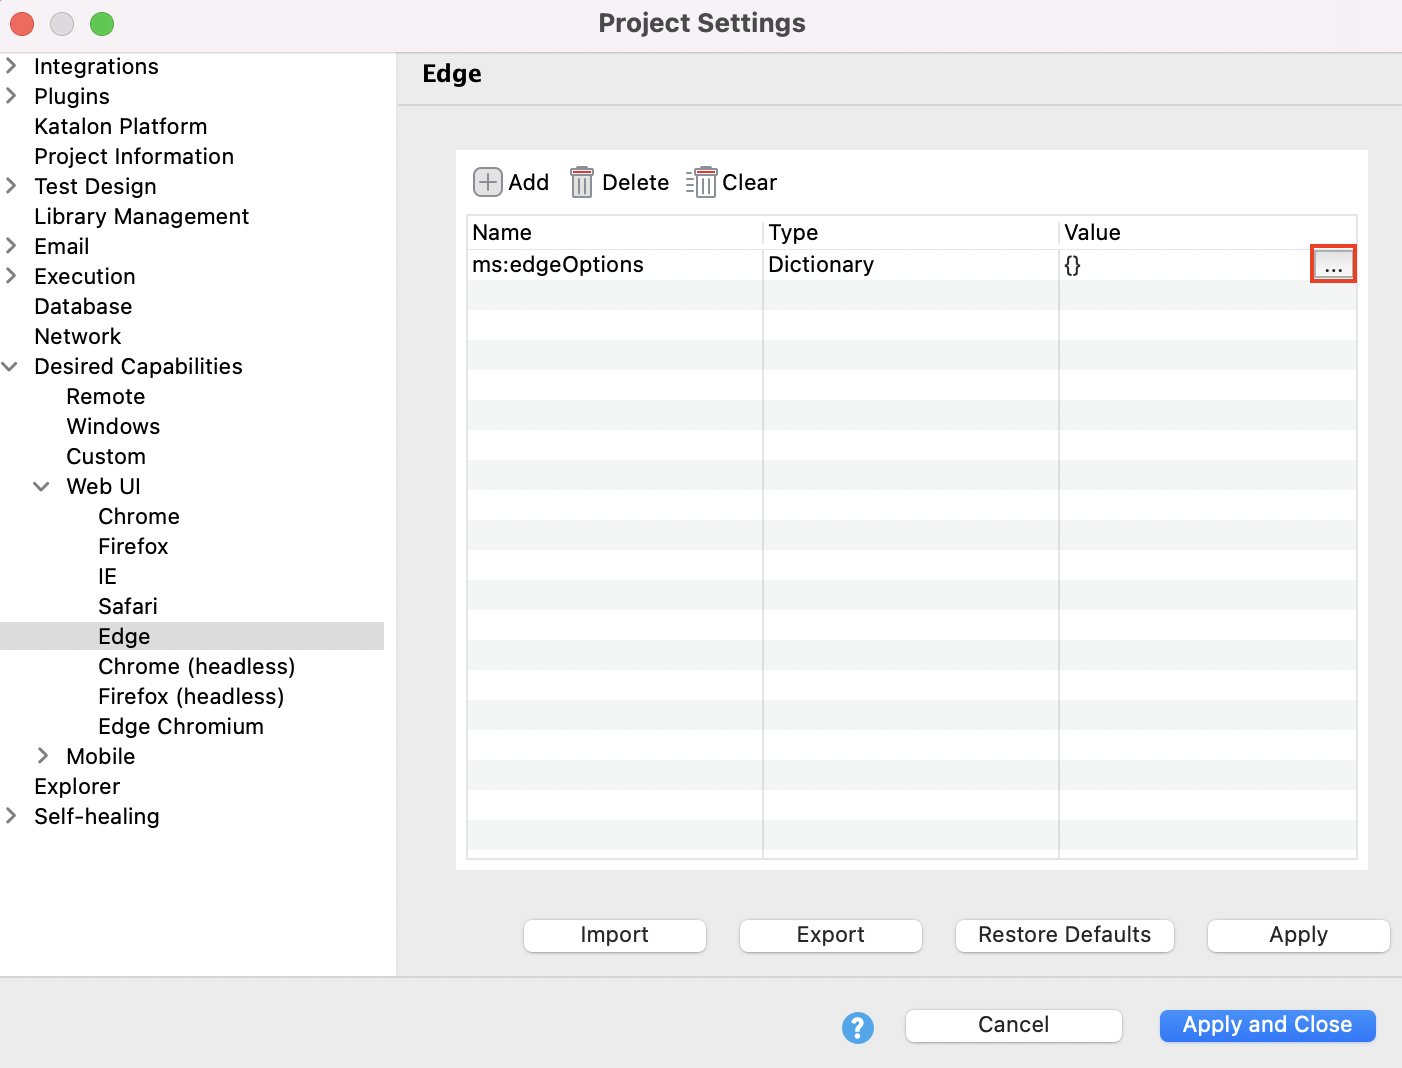 Project Settings
Integrations
Plugins
Katalon Platform
Project Information
Test Design
Library Management
Email
Execution
Database
Network
Desired Capabilities
Remote
Windows
Custom
Web UI
Chrome
Firefox
IE
Safari
Edge
Chrome (headless)
Firefox (headless)
Edge Chromium
Mobile
Explorer
Self-healing
Edge
Add Delete Clear
Name Type Value
ms:edgeOptions Dictionary {} ...
Import Export Restore Defaults Apply
? Cancel Apply and Close